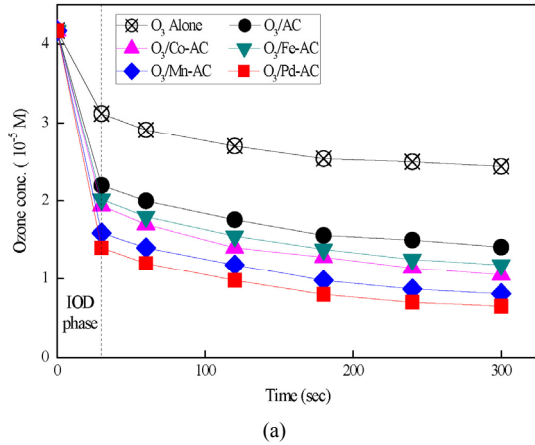 O₃ Alone O₃/AC
O₃/Co-AC O₃/Fe-AC
O₃/Mn-AC O₃/Pd-AC
4
3
2
1
0
Ozone conc. ( 10⁻⁵ M)
IOD
phase
0 100 200 300
Time (sec)
(a)